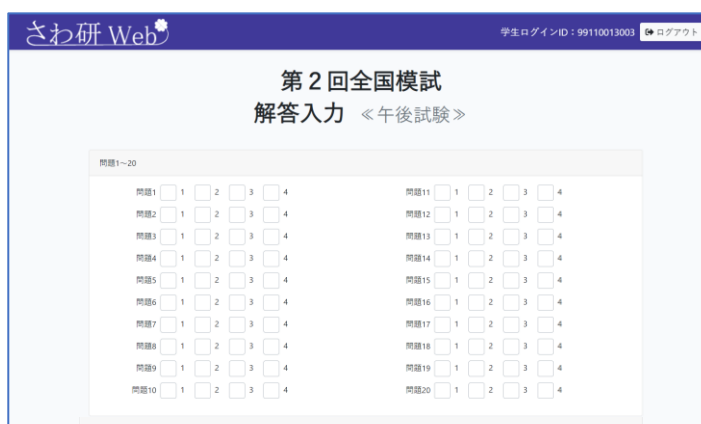 さわ研 Web
学生ログインID：99110013003 ログアウト
第２回全国模試
解答入力 ≪午後試験≫
問題1～20
問題1 1 2 3 4
問題2 1 2 3 4
問題3 1 2 3 4
問題4 1 2 3 4
問題5 1 2 3 4
問題6 1 2 3 4
問題7 1 2 3 4
問題8 1 2 3 4
問題9 1 2 3 4
問題10 1 2 3 4
問題11 1 2 3 4
問題12 1 2 3 4
問題13 1 2 3 4
問題14 1 2 3 4
問題15 1 2 3 4
問題16 1 2 3 4
問題17 1 2 3 4
問題18 1 2 3 4
問題19 1 2 3 4
問題20 1 2 3 4